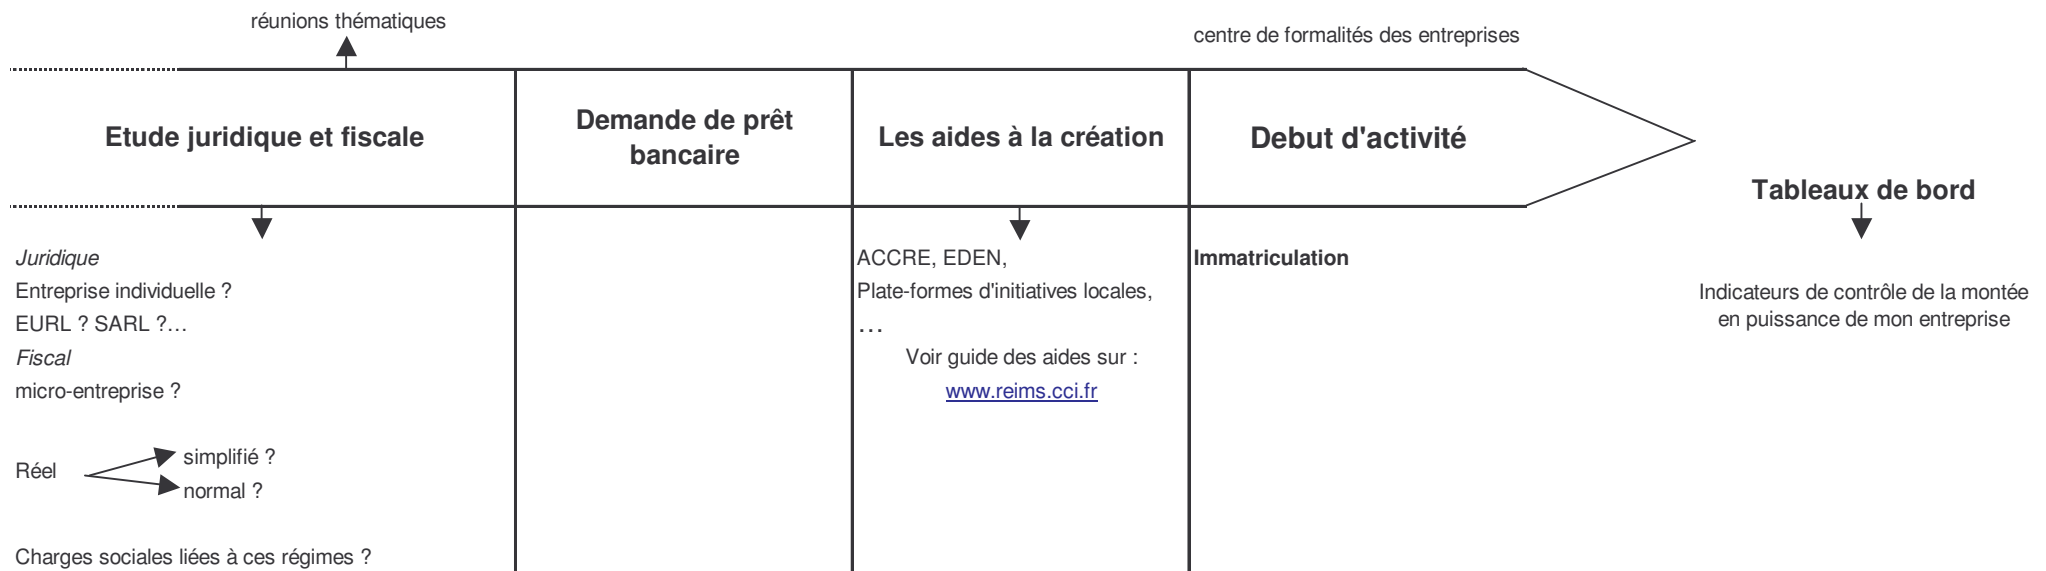 réunions thématiques
centre de formalités des entreprises
Etude juridique et fiscale
Demande de prêt
bancaire
Les aides à la création
Debut d'activité
Tableaux de bord
Juridique
Entreprise individuelle ?
EURL ? SARL ?...
Fiscal
micro-entreprise ?
Réel
simplifié ?
normal ?
Charges sociales liées à ces régimes ?
ACCRE, EDEN,
Plate-formes d'initiatives locales,
...
Voir guide des aides sur :
www.reims.cci.fr
Immatriculation
Indicateurs de contrôle de la montée
en puissance de mon entreprise